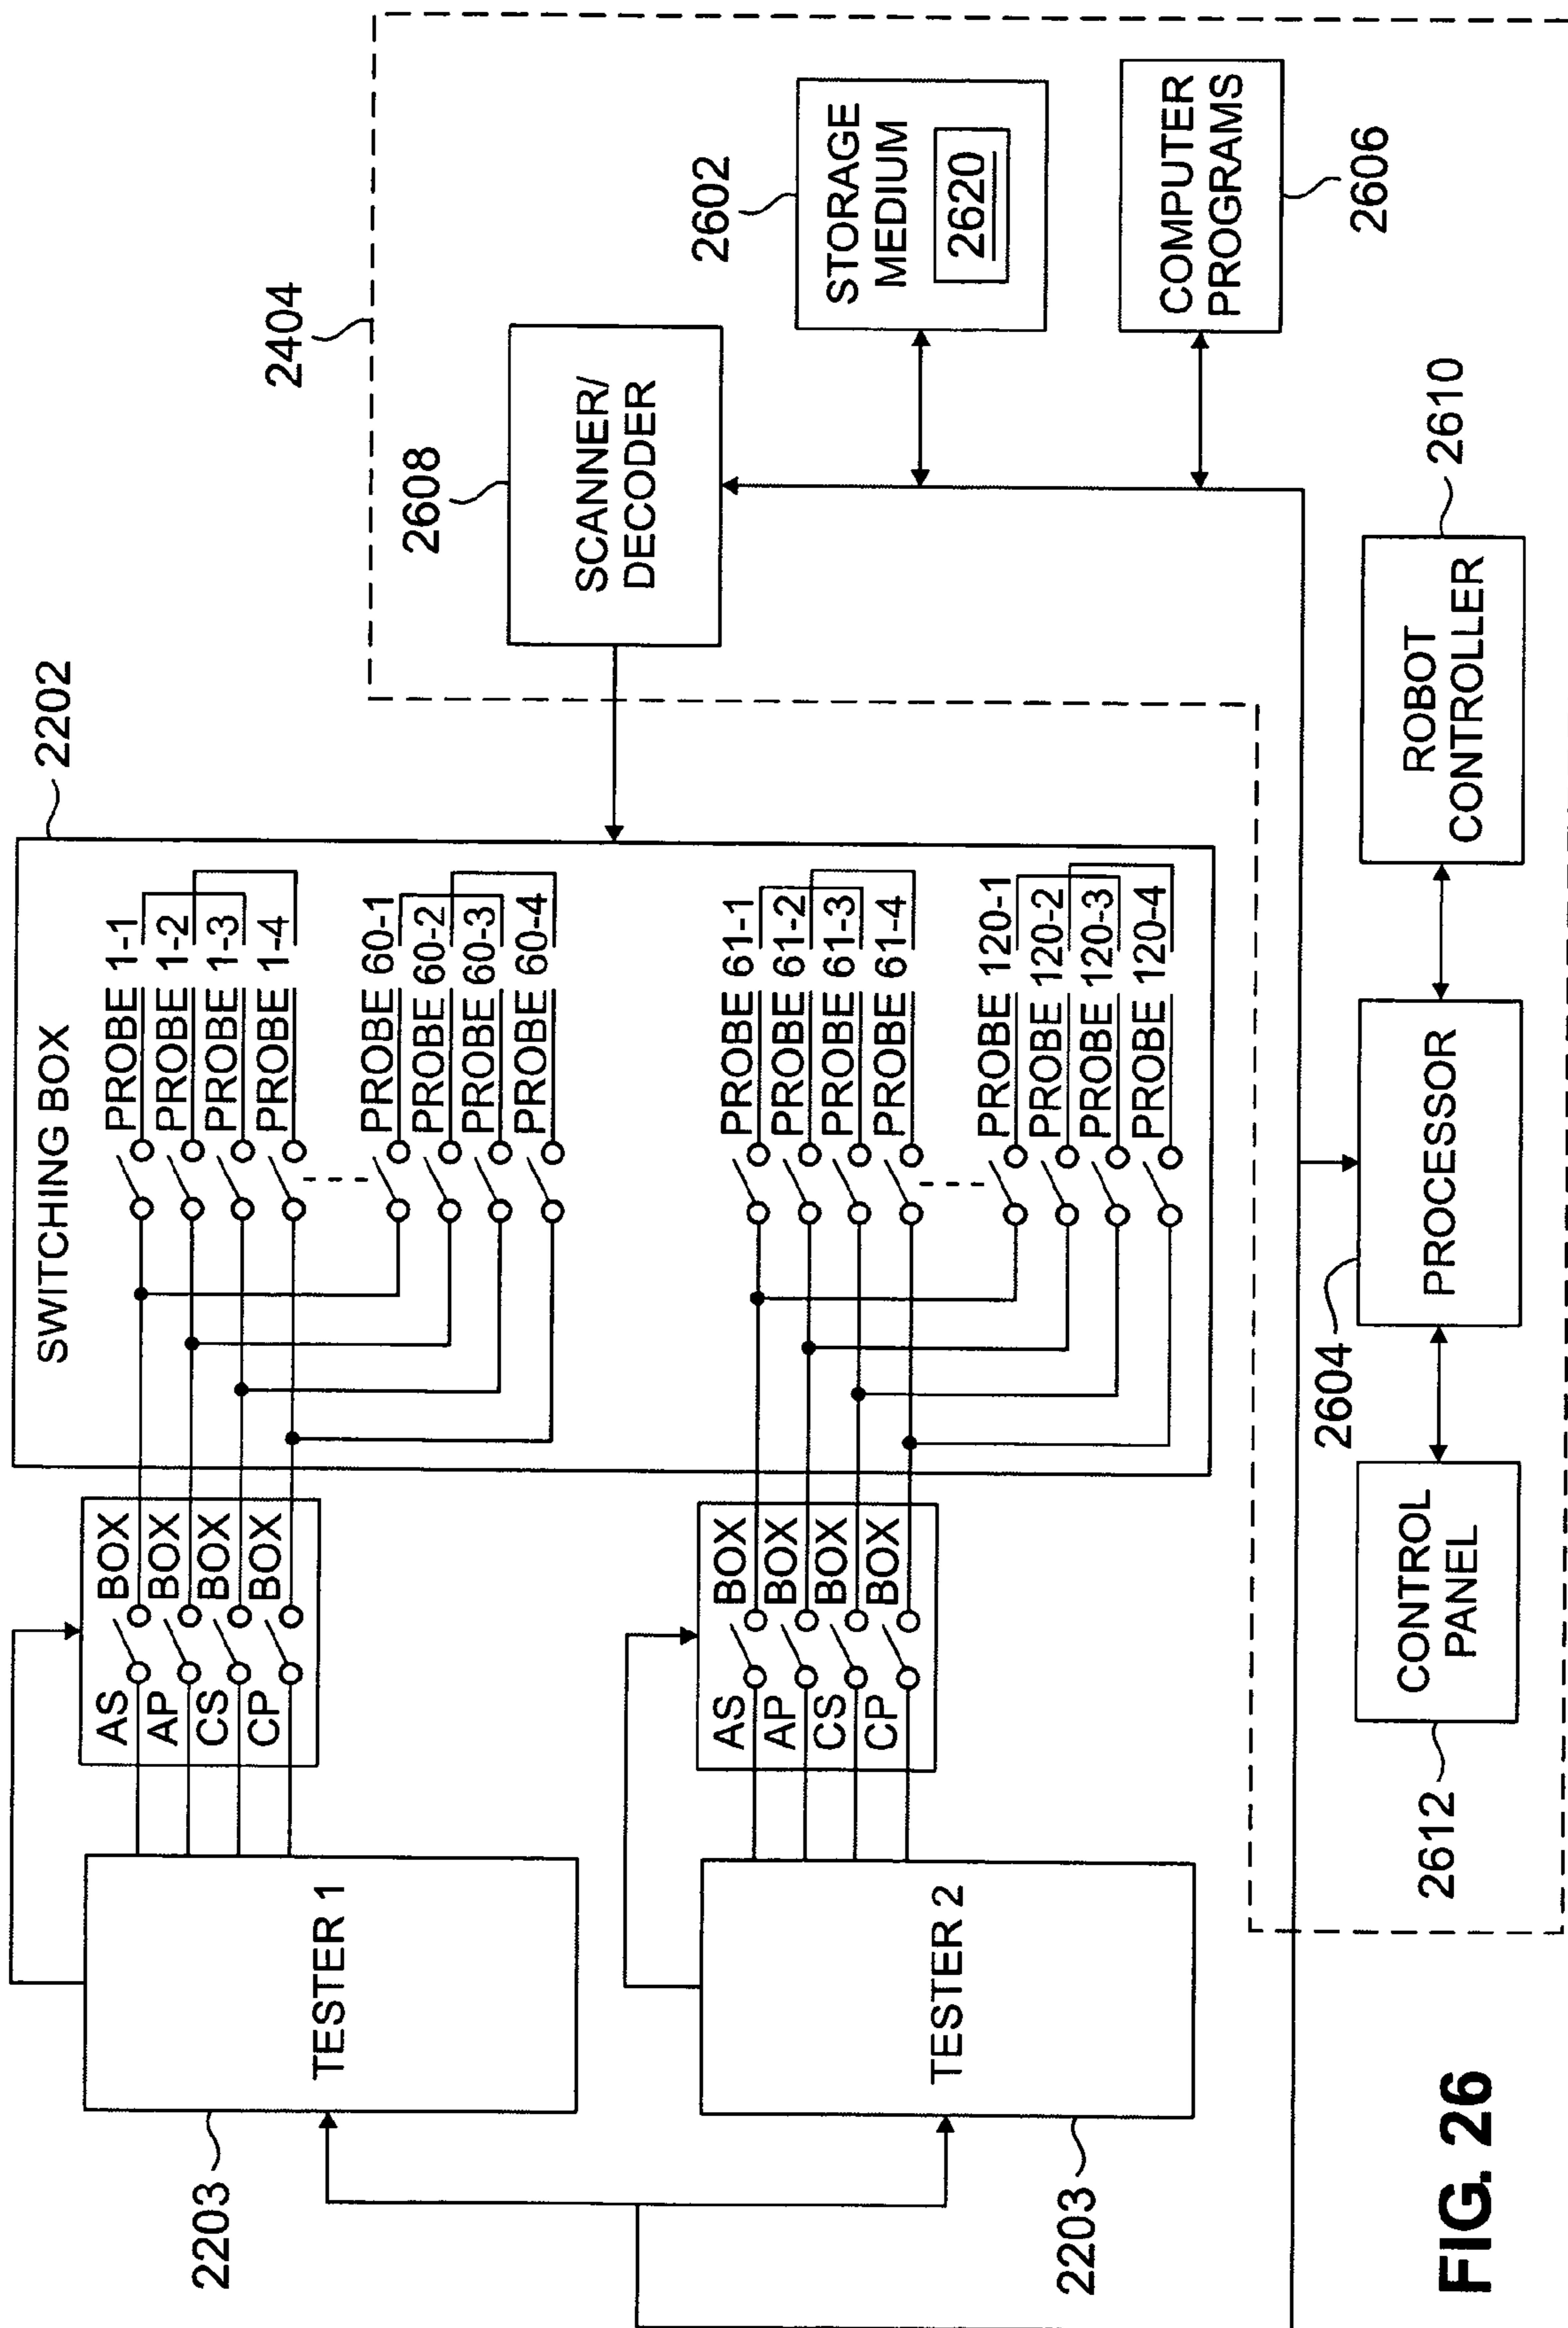 2203
TESTER 1
AS BOX
AP BOX
CS BOX
CP BOX
2202
SWITCHING BOX
PROBE 1-1
PROBE 1-2
PROBE 1-3
PROBE 1-4
PROBE 60-1
PROBE 60-2
PROBE 60-3
PROBE 60-4
2203
TESTER 2
AS BOX
AP BOX
CS BOX
CP BOX
PROBE 61-1
PROBE 61-2
PROBE 61-3
PROBE 61-4
PROBE 120-1
PROBE 120-2
PROBE 120-3
PROBE 120-4
2404
2608
SCANNER/
DECODER
2602
STORAGE
MEDIUM
2620
COMPUTER
PROGRAMS
2606
2612
CONTROL
PANEL
2604
PROCESSOR
2610
ROBOT
CONTROLLER
FIG. 26